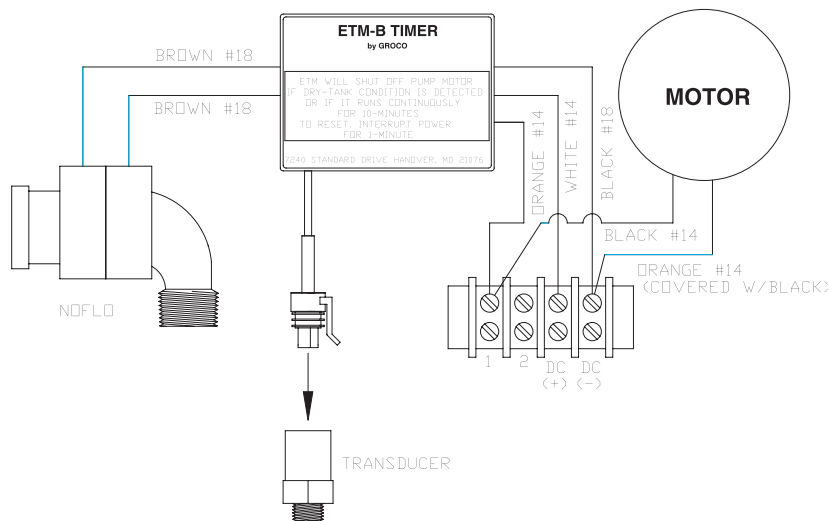 ETM-B TIMER
by GROCO
ETM WILL SHUT OFF PUMP MOTOR
IF DRY-TANK CONDITION IS DETECTED
OR IF IT RUNS CONTINUOUSLY
FOR 10-MINUTES
TO RESET, INTERRUPT POWER
FOR 1-MINUTE
7240 STANDARD DRIVE, HANOVER, MD 21076
BROWN #18
BROWN #18
MOTOR
ORANGE #14
WHITE #14
BLACK #18
BLACK #14
ORANGE #14
(COVERED W/BLACK)
NOFLO
1
2
DC
(+)
DC
(-)
TRANSDUCER